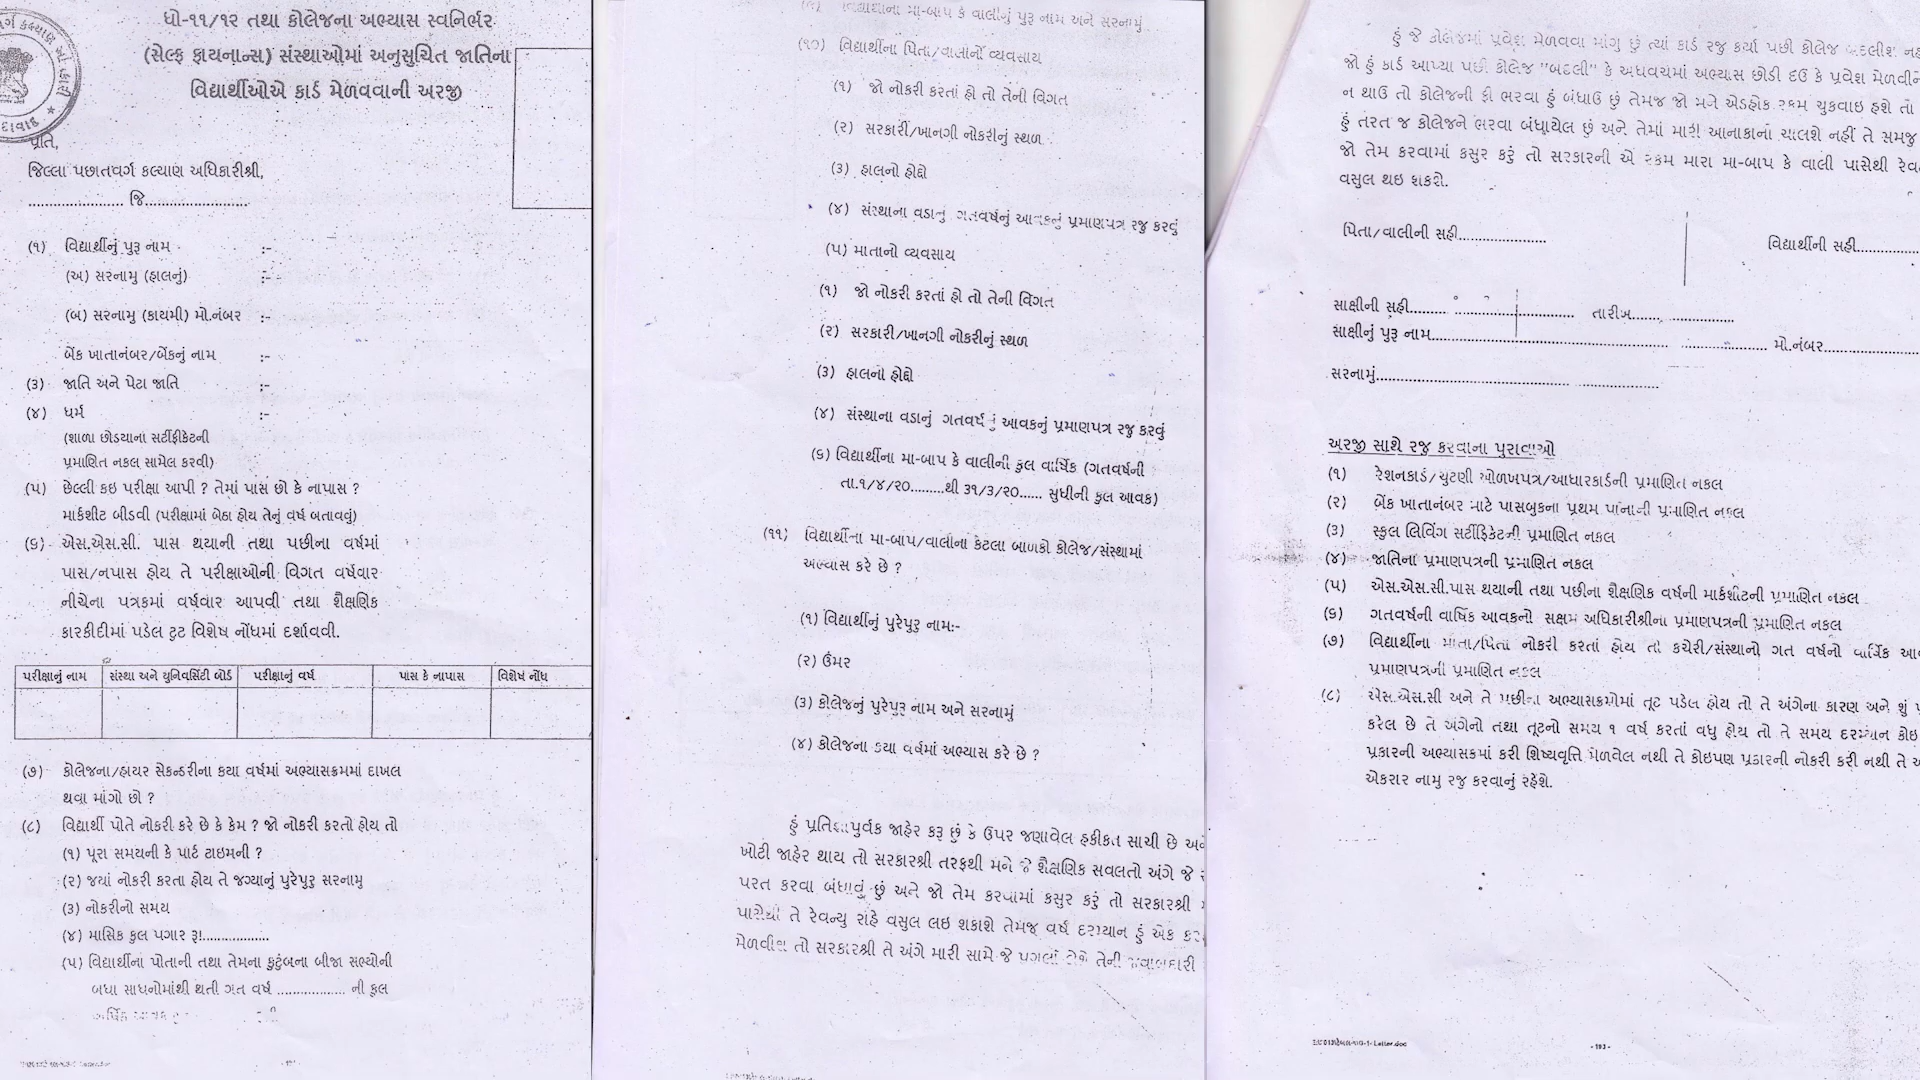 ધો-૧૧/૧૨ તથા કોલેજના અભ્યાસ સ્વનિર્ભર
(સેલ્ફ ફાયનાન્સ) સંસ્થાઓમાં અનુસુચિત જાતિના
વિદ્યાર્થીઓએ કાર્ડ મેળવવાની અરજી
પ્રતિ,
જિલ્લા પછાતવર્ગ કલ્યાણ અધિકારીશ્રી,
...................... જિ........................
(૧) વિદ્યાર્થીનું પુરૂ નામ :-
(અ) સરનામુ (હાલનું) :-
(બ) સરનામુ (કાયમી) મો.નંબર :-
બેંક ખાતાનંબર/બેંકનું નામ :-
(૩) જાતિ અને પેટા જાતિ :-
(૪) ધર્મ :-
(શાળા છોડયાના સર્ટીફીકેટની
પ્રમાણિત નકલ સામેલ કરવી)
(૫) છેલ્લી કઇ પરીક્ષા આપી ? તેમાં પાસ છો કે નાપાસ ?
માર્કશીટ બીડવી (પરીક્ષામાં બેઠા હોય તેનું વર્ષ બતાવવું)
(૬) એસ.એસ.સી. પાસ થયાની તથા પછીના વર્ષમાં
પાસ/નપાસ હોય તે પરીક્ષાઓની વિગત વર્ષવાર
નીચેના પત્રકમાં વર્ષવાર આપવી તથા શૈક્ષણિક
કારકીદીમાં પડેલ ટુટ વિશેષ નોંધમાં દર્શાવવી.
પરીક્ષાનું નામ સંસ્થા અને યુનિવર્સિટી બોર્ડ પરીક્ષાનું વર્ષ પાસ કે નાપાસ વિશેષ નોંધ
(૭) કોલેજના/હાયર સેકન્ડરીના કયા વર્ષમાં અભ્યાસક્રમમાં દાખલ
થવા માંગો છો ?
(૮) વિદ્યાર્થી પોતે નોકરી કરે છે કે કેમ ? જો નોકરી કરતો હોય તો
(૧) પૂરા સમયની કે પાર્ટ ટાઇમની ?
(૨) જયાં નોકરી કરતા હોય તે જગ્યાનું પુરેપુરુ સરનામુ
(૩) નોકરીનો સમય
(૪) માસિક કુલ પગાર રૂ!.................
(૫) વિદ્યાર્થીના પોતાની તથા તેમના કુટુંબના બીજા સભ્યોની
બધા સાધનોમાંથી થતી ગત વર્ષ ................. ની કુલ
વિદ્યાર્થીના મા-બાપ કે વાલીનું પુરૂ નામ અને સરનામું
(૧૦) વિદ્યાર્થીના પિતા/વાલીનો વ્યવસાય
(૧) જો નોકરી કરતાં હો તો તેની વિગત
(૨) સરકારી/ખાનગી નોકરીનું સ્થળ
(૩) હાલનો હોદ્દો
(૪) સંસ્થાના વડાનું ગતવર્ષનું આવકનું પ્રમાણપત્ર રજુ કરવું
(૫) માતાનો વ્યવસાય
(૧) જો નોકરી કરતાં હો તો તેની વિગત
(૨) સરકારી/ખાનગી નોકરીનું સ્થળ
(૩) હાલનો હોદ્દો
(૪) સંસ્થાના વડાનું ગતવર્ષનું આવકનું પ્રમાણપત્ર રજુ કરવું
(૬) વિદ્યાર્થીના મા-બાપ કે વાલીની કુલ વાર્ષિક (ગતવર્ષની
તા.૧/૪/૨૦.........થી ૩૧/૩/૨૦...... સુધીની કુલ આવક)
(૧૧) વિદ્યાર્થીના મા-બાપ/વાલીના કેટલા બાળકો કોલેજ/સંસ્થામાં
અભ્યાસ કરે છે ?
(૧) વિદ્યાર્થીનું પુરેપુરુ નામ:-
(૨) ઉંમર
(૩) કોલેજનું પુરેપુરૂ નામ અને સરનામું
(૪) કોલેજના કયા વર્ષમાં અભ્યાસ કરે છે ?
હું પ્રતિજ્ઞાપુર્વક જાહેર કરૂ છું કે ઉપર જણાવેલ હકીકત સાચી છે અને
ખોટી જાહેર થાય તો સરકારશ્રી તરફથી મને જે શૈક્ષણિક સવલતો અંગે જે
પરત કરવા બંધાવું છું અને જો તેમ કરવામાં કસુર કરું તો સરકારશ્રી
પાસેથી તે રેવન્યુ રાહે વસુલ લઇ શકાશે તેમજ વર્ષ દરમ્યાન હું એક
મેળવીશ તો સરકારશ્રી તે અંગે મારી સામે જે પગલાં લેશે તેની જવાબદારી
હું જે કોલેજમાં પ્રવેશ મેળવવા માંગુ છું ત્યાં કાર્ડ રજુ કર્યા પછી કોલેજ બદલીશ નહ
જો હું કાર્ડ આપ્યા પછી કોલેજ "બદલી" કે અધવચમાં અભ્યાસ છોડી દઉ કે પ્રવેશ મેળવીન
ન થાઉ તો કોલેજની ફી ભરવા હું બંધાઉ છું તેમજ જો મને એડહોક રકમ ચુકવાઇ હશે તો
હું તરત જ કોલેજને ભરવા બંધાયેલ છું અને તેમાં મારી આનાકાની ચાલશે નહીં તે સમજુ
જો તેમ કરવામાં કસુર કરું તો સરકારની એ રકમ મારા મા-બાપ કે વાલી પાસેથી રેવ
વસુલ થઇ શકશે.
પિતા/વાલીની સહી...................... વિદ્યાર્થીની સહી...............
સાક્ષીની સહી......... .............................. તારીખ....... ................
સાક્ષીનું પુરૂ નામ........................................................ ..................... મો.નંબર.......................
સરનામું............................................... ....................
અરજી સાથે રજૂ કરવાના પુરાવાઓ
(૧) રેશનકાર્ડ/ચુંટણી ઓળખપત્ર/આધારકાર્ડની પ્રમાણિત નકલ
(૨) બેંક ખાતાનંબર માટે પાસબુકના પ્રથમ પાનાની પ્રમાણિત નકલ
(૩) સ્કુલ લિવિંગ સર્ટીફિકેટની પ્રમાણિત નકલ
(૪) જાતિના પ્રમાણપત્રની પ્રમાણિત નકલ
(૫) એસ.એસ.સી.પાસ થયાની તથા પછીના શૈક્ષણિક વર્ષની માર્કશીટની પ્રમાણિત નકલ
(૬) ગતવર્ષની વાર્ષિક આવકનો સક્ષમ અધિકારીશ્રીના પ્રમાણપત્રની પ્રમાણિત નકલ
(૭) વિદ્યાર્થીના માતા/પિતા નોકરી કરતાં હોય તો કચેરી/સંસ્થાનો ગત વર્ષનો વાર્ષિક આ
પ્રમાણપત્રની પ્રમાણિત નકલ
(૮) એસ.એસ.સી અને તે પછીના અભ્યાસક્રમોમાં તૂટ પડેલ હોય તો તે અંગેના કારણ અને શું
કરેલ છે તે અંગેનો તથા તૂટનો સમય ૧ વર્ષ કરતાં વધુ હોય તો તે સમય દરમ્યાન કોઇ
પ્રકારની અભ્યાસક્રમાં કરી શિષ્યવૃત્તિ મેળવેલ નથી તે કોઇપણ પ્રકારની નોકરી કરી નથી તે
એકરાર નામુ રજુ કરવાનું રહેશે.